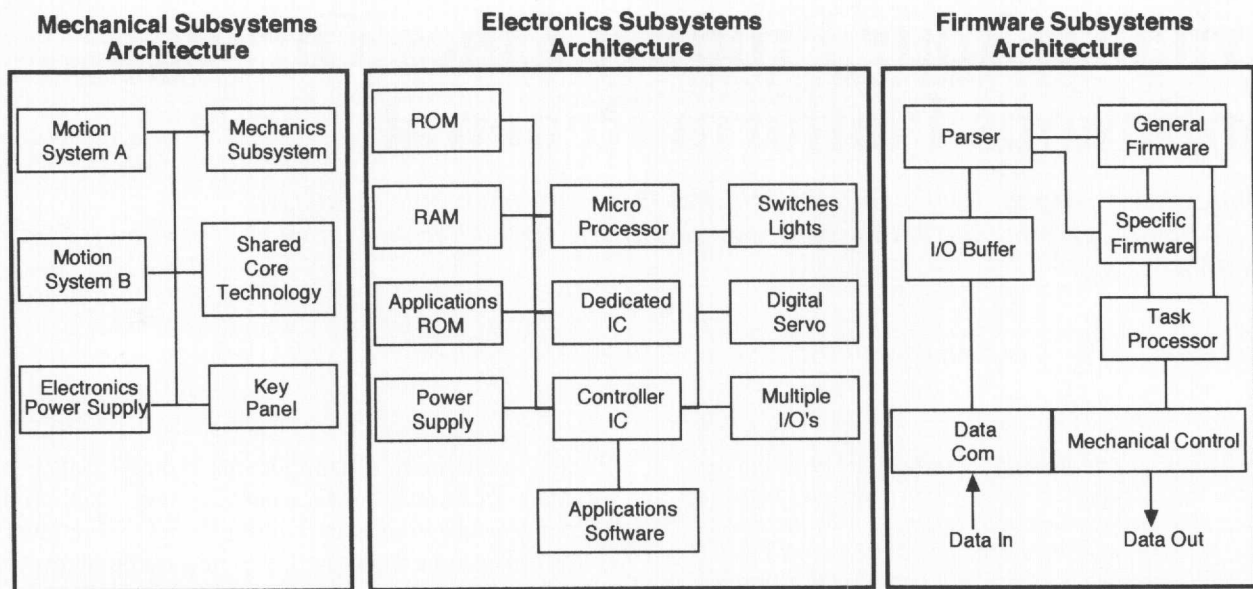 Mechanical Subsystems
Architecture
Motion
System A
Mechanics
Subsystem
Motion
System B
Shared
Core
Technology
Electronics
Power Supply
Key
Panel
Electronics Subsystems
Architecture
ROM
RAM
Micro
Processor
Switches
Lights
Applications
ROM
Dedicated
IC
Digital
Servo
Power
Supply
Controller
IC
Multiple
I/O's
Applications
Software
Firmware Subsystems
Architecture
Parser
General
Firmware
I/O Buffer
Specific
Firmware
Task
Processor
Data
Com
Mechanical Control
Data In
Data Out